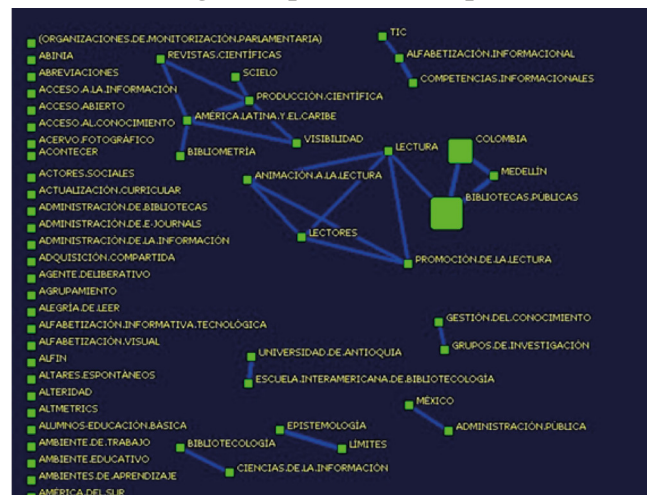 (ORGANIZACIONES.DE.MONITORIZACIÓN.PARLAMENTARIA)
ABINIA
ABREVIACIONES
ACCESO.A.LA.INFORMACIÓN
ACCESO.ABIERTO
ACCESO.AL.CONOCIMIENTO
ACERVO.FOTOGRÁFICO
ACONTECER
ACTORES.SOCIALES
ACTUALIZACIÓN.CURRICULAR
ADMINISTRACIÓN.DE.BIBLIOTECAS
ADMINISTRACIÓN.DE.E-JOURNALS
ADMINISTRACIÓN.DE.LA.INFORMACIÓN
ADQUISICIÓN.COMPARTIDA
AGENTE.DELIBERATIVO
AGRUPAMIENTO
ALEGRÍA.DE.LEER
ALFABETIZACIÓN.INFORMATIVA.TECNOLÓGICA
ALFABETIZACIÓN.VISUAL
ALFIN
ALTARES.ESPONTÁNEOS
ALTERIDAD
ALTMETRICS
ALUMNOS-EDUCACIÓN.BÁSICA
AMBIENTE.DE.TRABAJO
AMBIENTE.EDUCATIVO
AMBIENTES.DE.APRENDIZAJE
AMÉRICA.DEL.SUR
REVISTAS.CIENTÍFICAS
SCIELO
PRODUCCIÓN.CIENTÍFICA
AMÉRICA.LATINA.Y.EL.CARIBE
VISIBILIDAD
BIBLIOMETRÍA
TIC
ALFABETIZACIÓN.INFORMACIONAL
COMPETENCIAS.INFORMACIONALES
LECTURA
COLOMBIA
MEDELLÍN
ANIMACIÓN.A.LA.LECTURA
BIBLIOTECAS.PÚBLICAS
LECTORES
PROMOCIÓN.DE.LA.LECTURA
GESTIÓN.DEL.CONOCIMIENTO
GRUPOS.DE.INVESTIGACIÓN
UNIVERSIDAD.DE.ANTIOQUIA
ESCUELA.INTERAMERICANA.DE.BIBLIOTECOLOGÍA
MÉXICO
ADMINISTRACIÓN.PÚBLICA
EPISTEMOLOGÍA
LÍMITES
BIBLIOTECOLOGÍA
CIENCIAS.DE.LA.INFORMACIÓN